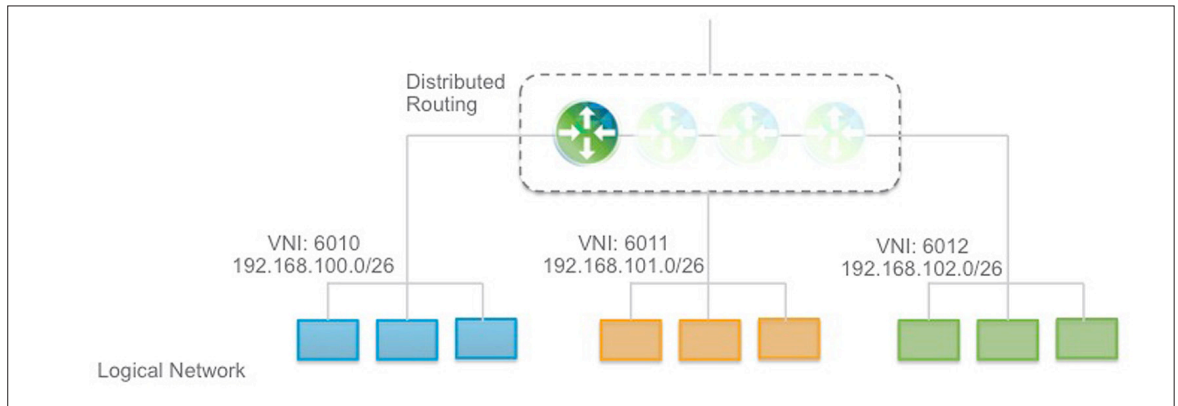 Distributed
Routing
VNI: 6010
192.168.100.0/26
VNI: 6011
192.168.101.0/26
VNI: 6012
192.168.102.0/26
Logical Network